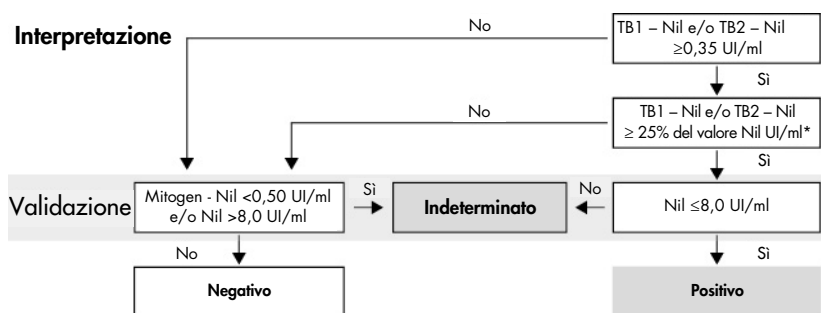 Interpretazione
No
TB1 – Nil e/o TB2 – Nil
≥0,35 UI/ml
Sì
No
TB1 – Nil e/o TB2 – Nil
≥ 25% del valore Nil UI/ml*
Sì
Validazione
Mitogen - Nil <0,50 UI/ml
e/o Nil >8,0 UI/ml
Sì
Indeterminato
No
Nil ≤8,0 UI/ml
No
Sì
Negativo
Positivo